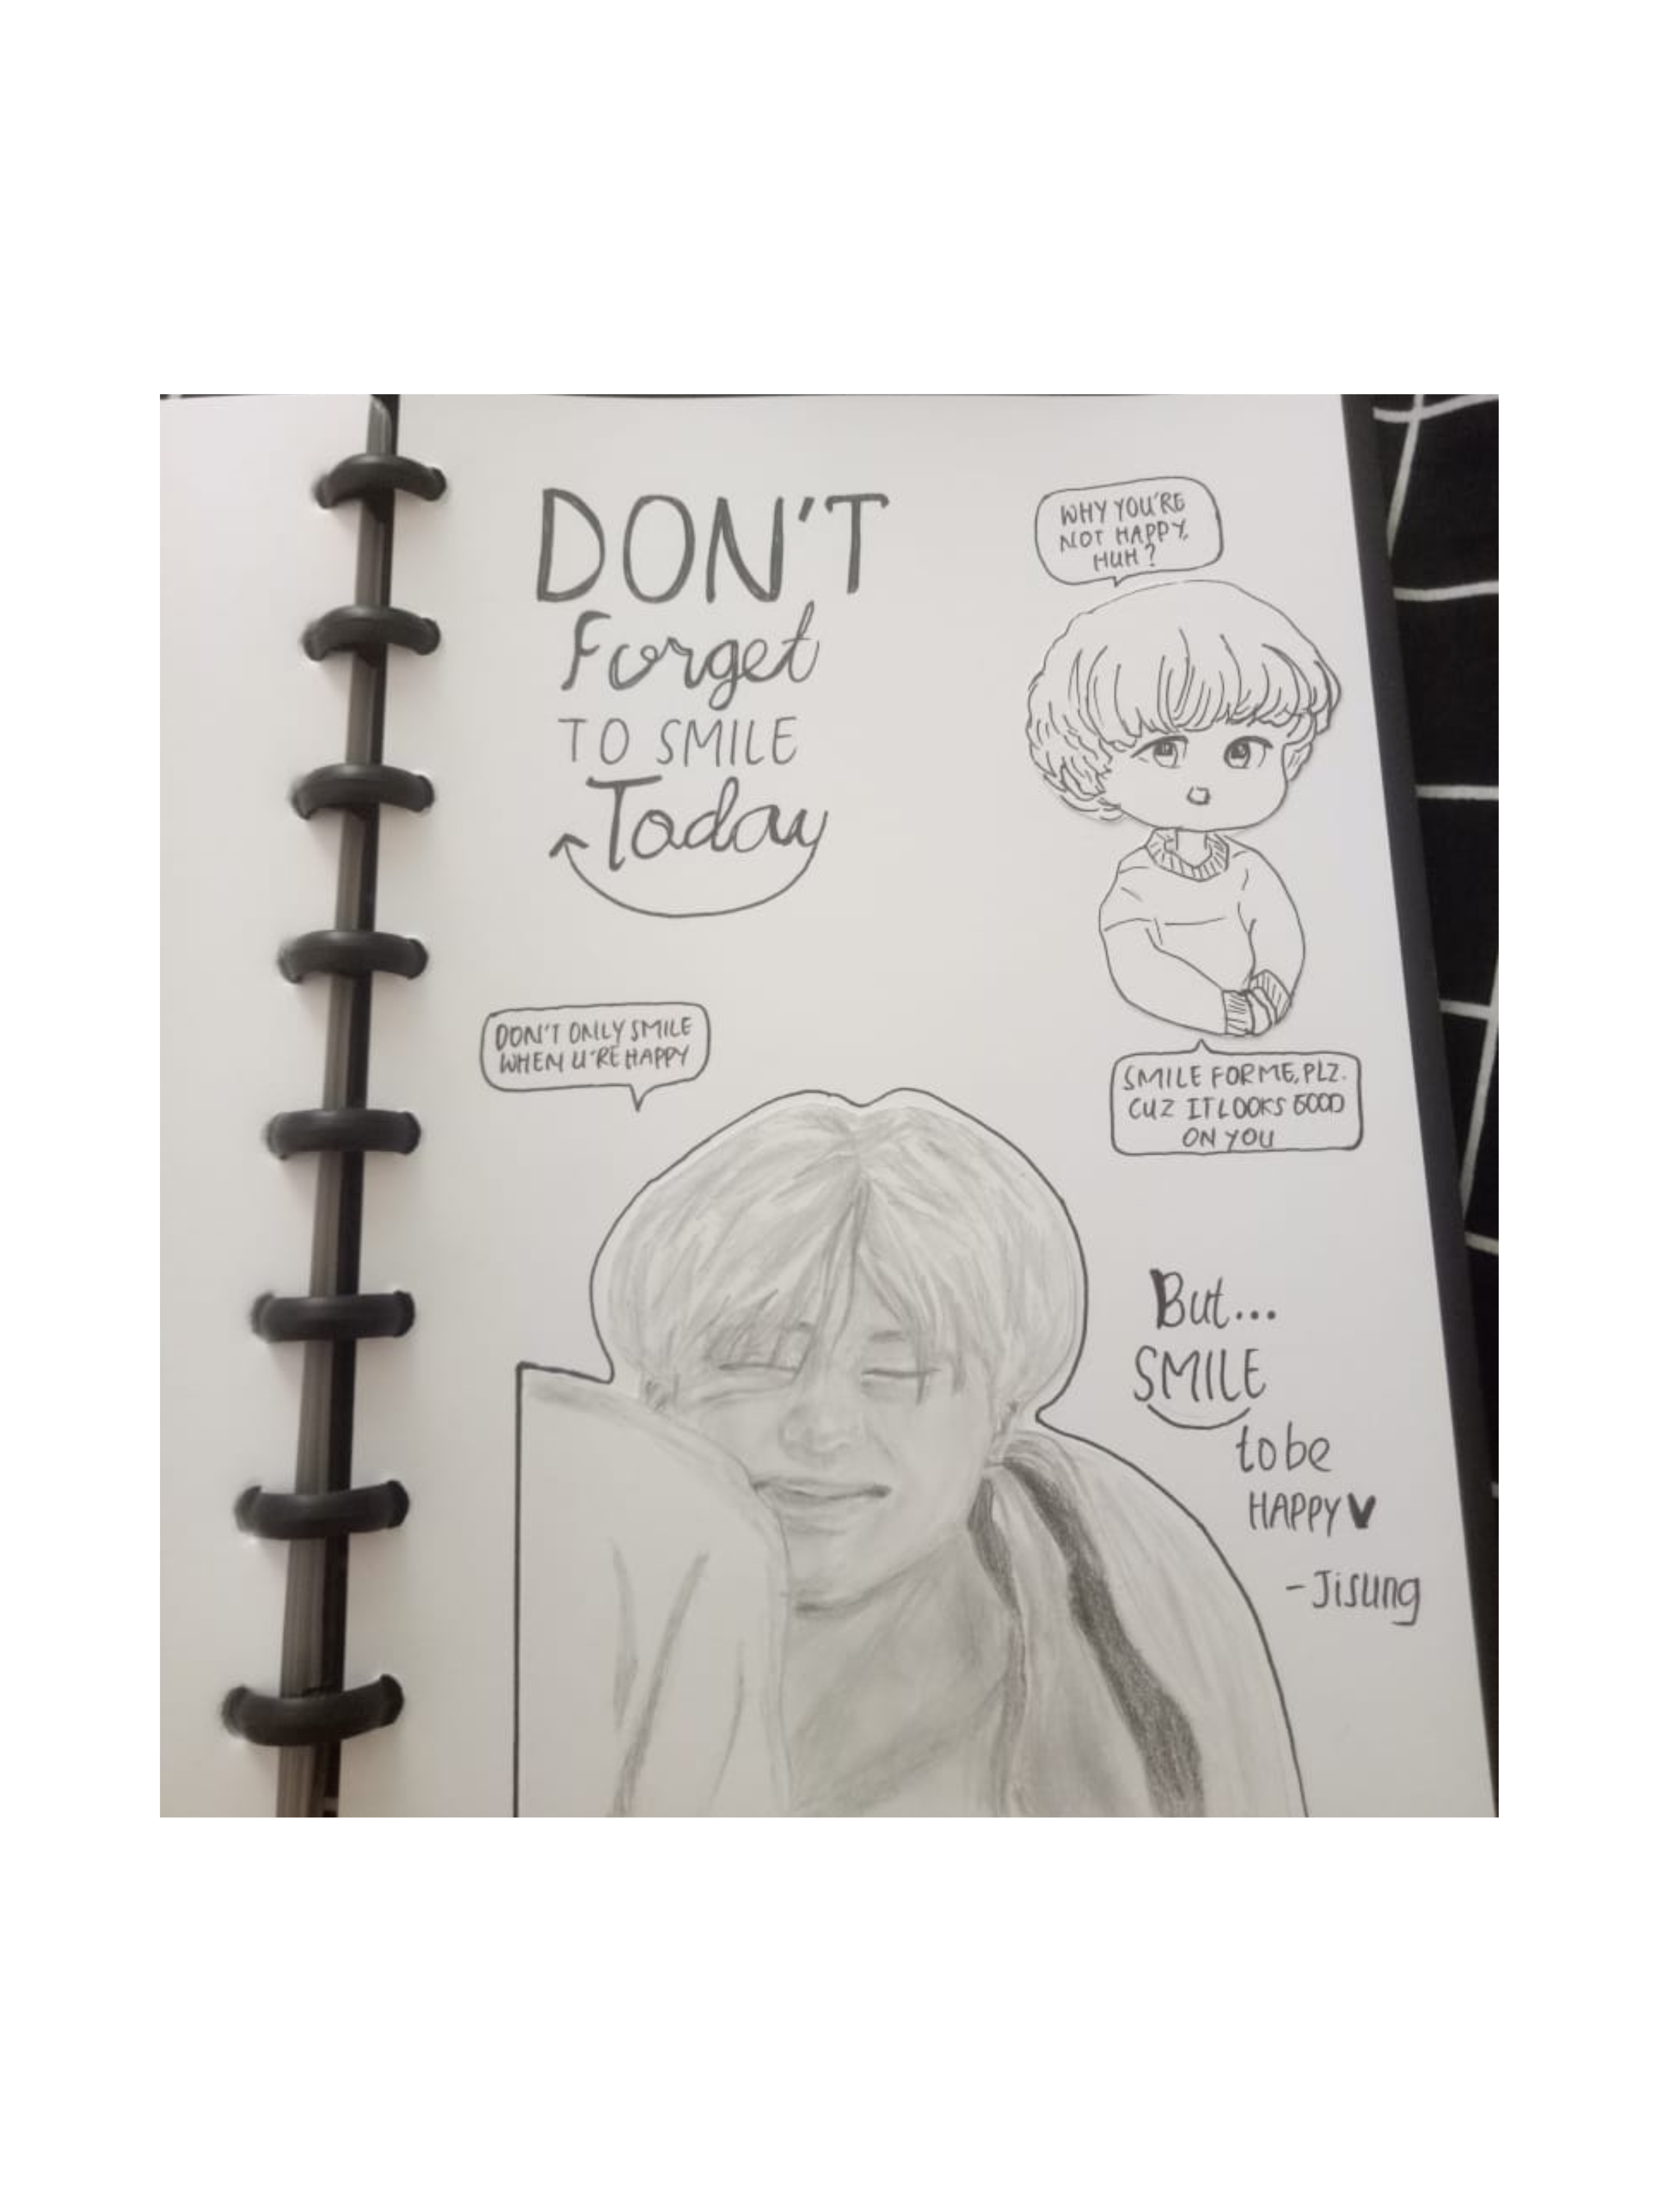 DON'T
Forget
TO SMILE
Today
WHY YOU'RE
NOT HAPPY,
HUH?
DON'T ONLY SMILE
WHEN U'RE HAPPY
SMILE FOR ME, PLZ.
CUZ IT LOOKS GOOD
ON YOU
But...
SMILE
to be
HAPPY♥
-Jisung